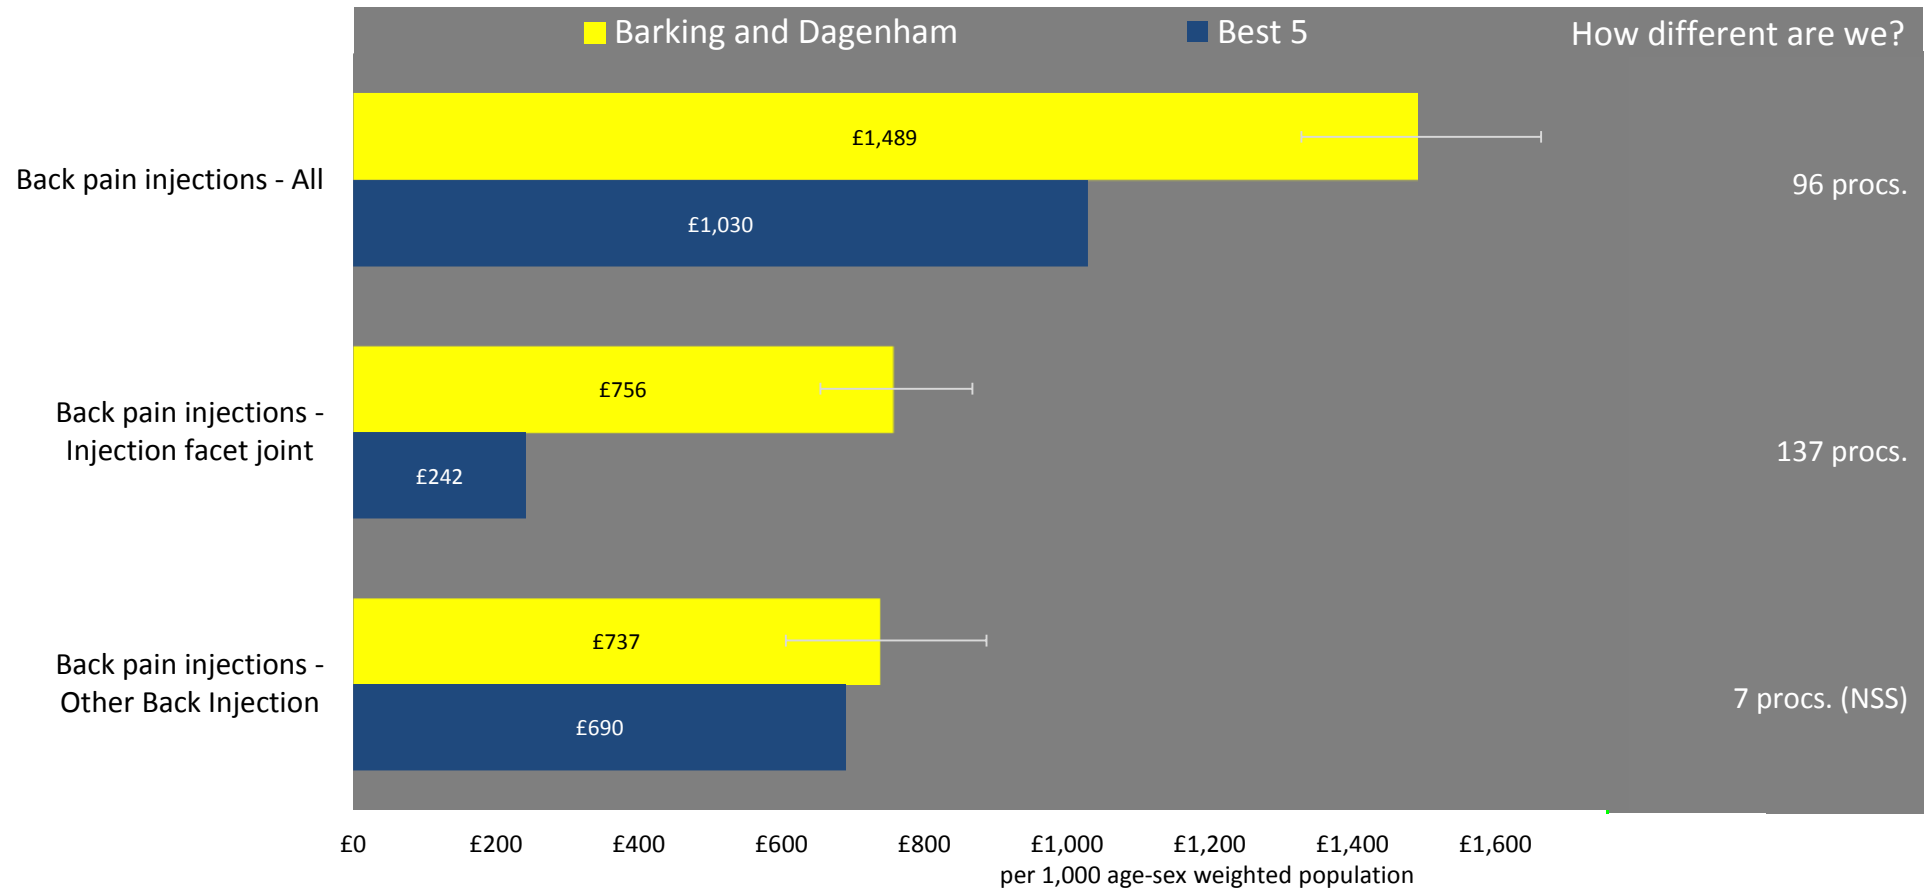 Barking and Dagenham
Best 5
How different are we?
Back pain injections - All
£1,489
£1,030
96 procs.
Back pain injections -
Injection facet joint
£756
£242
137 procs.
Back pain injections -
Other Back Injection
£737
£690
7 procs. (NSS)
£0 £200 £400 £600 £800 £1,000 £1,200 £1,400 £1,600
per 1,000 age-sex weighted population